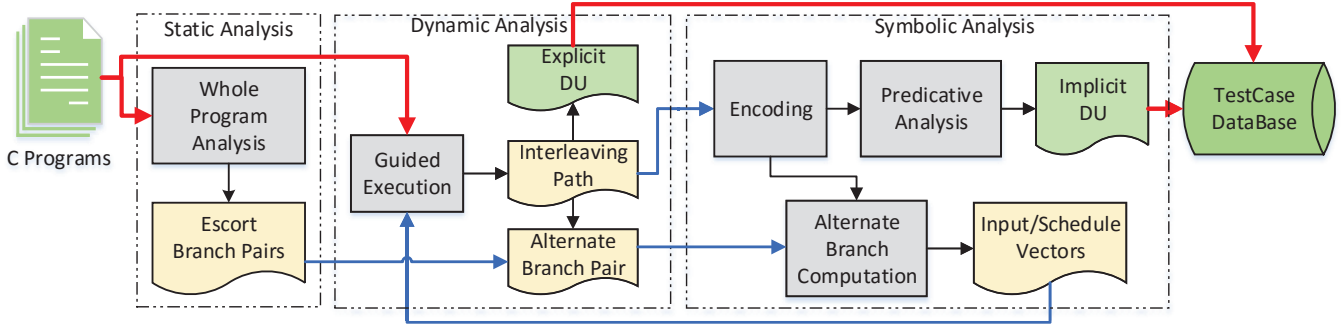 C Programs
Static Analysis
Whole
Program
Analysis
Escort
Branch Pairs
Dynamic Analysis
Guided
Execution
Explicit
DU
Interleaving
Path
Alternate
Branch Pair
Symbolic Analysis
Encoding
Predicative
Analysis
Implicit
DU
Alternate
Branch
Computation
Input/Schedule
Vectors
TestCase
DataBase